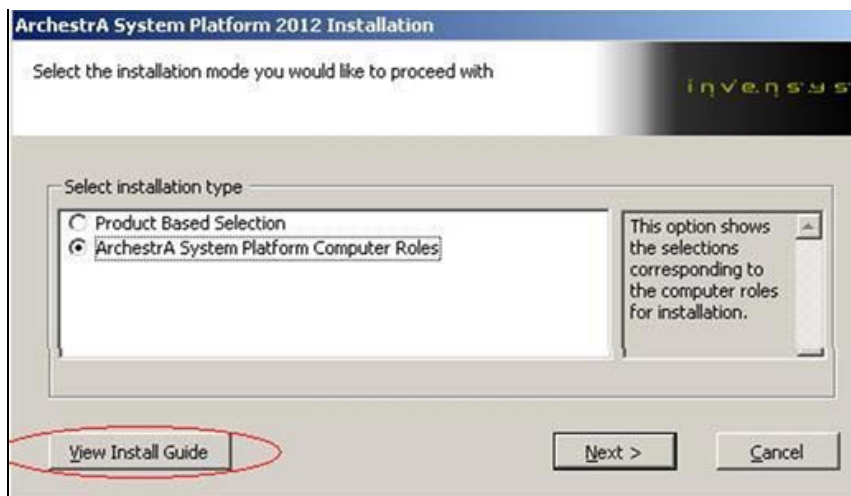 ArchestrA System Platform 2012 Installation
Select the installation mode you would like to proceed with
invensys
Select installation type
Product Based Selection
ArchestrA System Platform Computer Roles
This option shows
the selections
corresponding to
the computer roles
for installation.
View Install Guide
Next >
Cancel